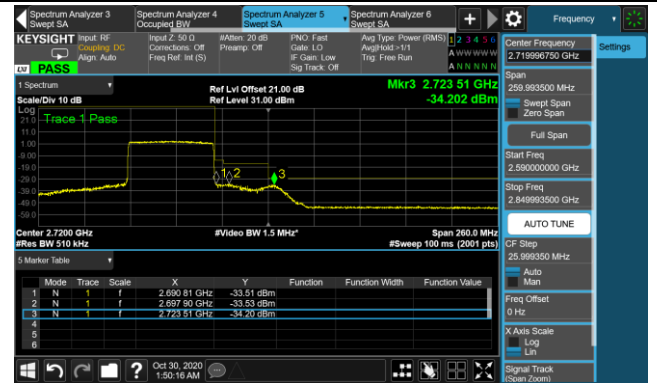 Spectrum Analyzer 3
Swept SA
Spectrum Analyzer 4
Occupied BW
Spectrum Analyzer 5
Swept SA
Spectrum Analyzer 6
Swept SA
Frequency
KEYSIGHT
Input: RF
Coupling: DC
Align: Auto
Input Z: 50 Ω
Corrections: Off
Freq Ref: Int (S)
#Atten: 20 dB
Preamp: Off
PNO: Fast
Gate: LO
IF Gain: Low
Sig Track: Off
Avg Type: Power (RMS)
Avg|Hold:>1/1
Trig: Free Run
1 2 3 4 5 6
A W W W W W
A N N N N N
LXI PASS
1 Spectrum
Scale/Div 10 dB
Ref Lvl Offset 21.00 dB
Ref Level 31.00 dBm
Mkr3 2.723 51 GHz
-34.202 dBm
Log
Trace 1 Pass
21.0
11.0
1.00
-9.00
-19.0
-29.0
-39.0
-49.0
-59.0
1
2
3
Center 2.7200 GHz
#Res BW 510 kHz
#Video BW 1.5 MHz*
Span 260.0 MHz
#Sweep 100 ms (2001 pts)
5 Marker Table
Mode Trace Scale X Y Function Function Width Function Value
1 N 1 f 2.690 81 GHz -33.51 dBm
2 N 1 f 2.697 90 GHz -33.53 dBm
3 N 1 f 2.723 51 GHz -34.20 dBm
4
5
6
Oct 30, 2020
1:50:16 AM
Center Frequency
2.719996750 GHz
Settings
Span
259.993500 MHz
Swept Span
Zero Span
Full Span
Start Freq
2.590000000 GHz
Stop Freq
2.849993500 GHz
AUTO TUNE
CF Step
25.999350 MHz
Auto
Man
Freq Offset
0 Hz
X Axis Scale
Log
Lin
Signal Track
(Span Zoom)